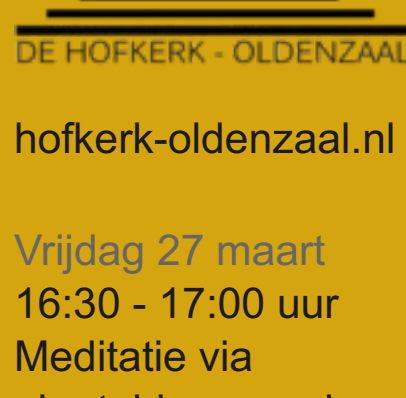 DE HOFKERK - OLDENZAAL
hofkerk-oldenzaal.nl
Vrijdag 27 maart
16:30 - 17:00 uur
Meditatie via